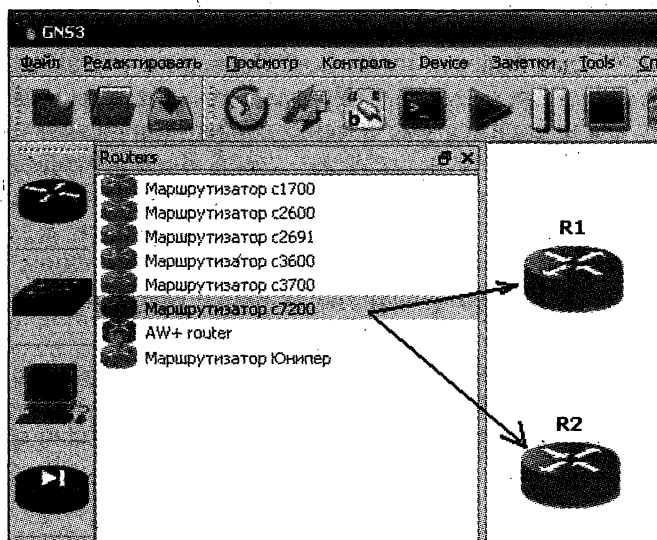 GNS3
Файл Редактировать Просмотр Контроль Device Заметки Tools
Routers
Маршрутизатор c1700
Маршрутизатор c2600
Маршрутизатор c2691
Маршрутизатор c3600
Маршрутизатор c3700
Маршрутизатор c7200
AW+ router
Маршрутизатор Юнипер
R1
R2